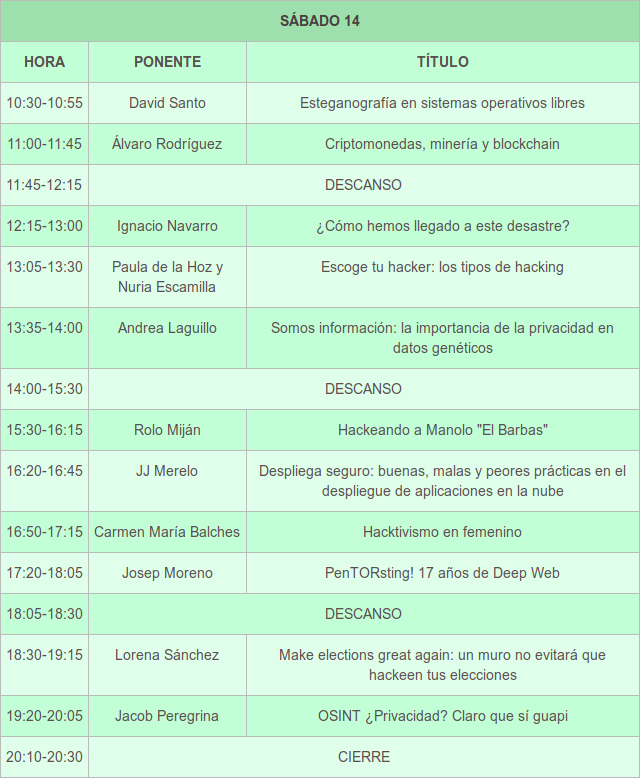 SÁBADO 14
HORA PONENTE TÍTULO
10:30-10:55 David Santo Esteganografía en sistemas operativos libres
11:00-11:45 Álvaro Rodríguez Criptomonedas, minería y blockchain
11:45-12:15 DESCANSO
12:15-13:00 Ignacio Navarro ¿Cómo hemos llegado a este desastre?
13:05-13:30 Paula de la Hoz y Escoge tu hacker: los tipos de hacking
Nuria Escamilla
13:35-14:00 Andrea Laguillo Somos información: la importancia de la privacidad en
datos genéticos
14:00-15:30 DESCANSO
15:30-16:15 Rolo Miján Hackeando a Manolo "El Barbas"
16:20-16:45 JJ Merelo Despliega seguro: buenas, malas y peores prácticas en el
despliegue de aplicaciones en la nube
16:50-17:15 Carmen María Balches Hacktivismo en femenino
17:20-18:05 Josep Moreno PenTORsting! 17 años de Deep Web
18:05-18:30 DESCANSO
18:30-19:15 Lorena Sánchez Make elections great again: un muro no evitará que
hackeen tus elecciones
19:20-20:05 Jacob Peregrina OSINT ¿Privacidad? Claro que sí guapi
20:10-20:30 CIERRE